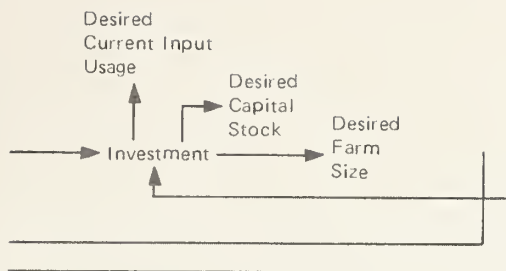 Desired
Current Input
Usage
Desired
Capital
Stock
Desired
Farm
Size
Investment